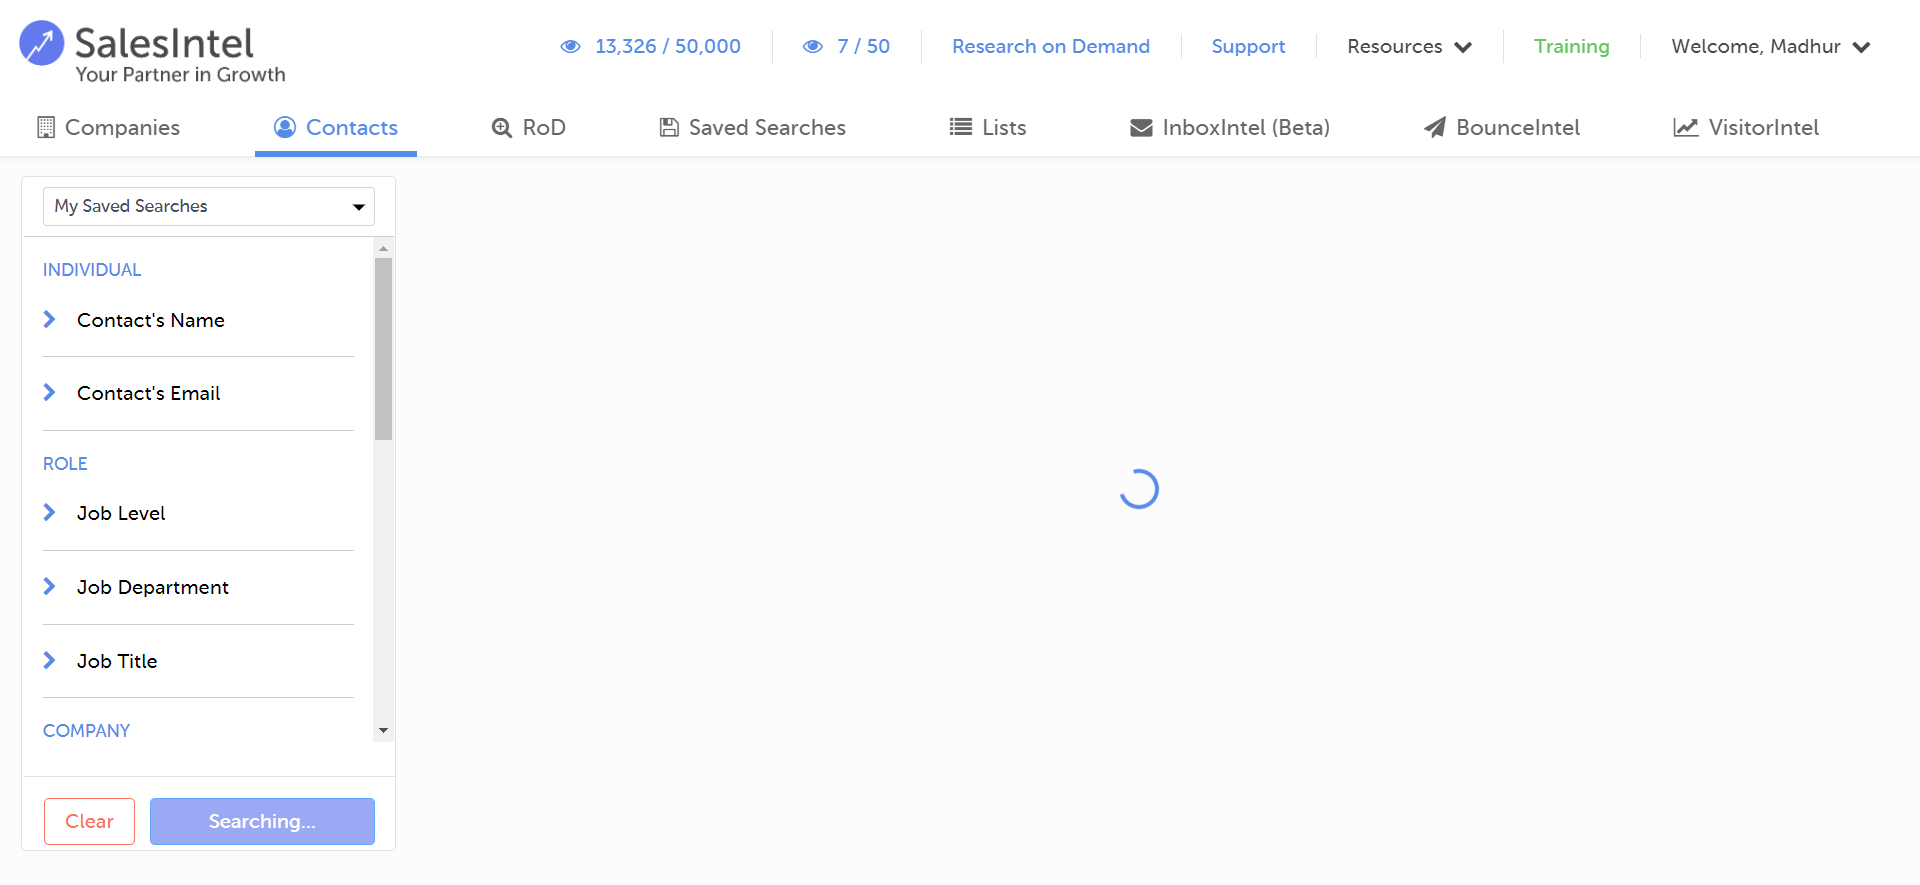 SalesIntel
Your Partner in Growth
13,326 / 50,000
7 / 50
Research on Demand
Support
Resources
Training
Welcome, Madhur
Companies
Contacts
RoD
Saved Searches
Lists
InboxIntel (Beta)
BounceIntel
VisitorIntel
My Saved Searches
INDIVIDUAL
Contact's Name
Contact's Email
ROLE
Job Level
Job Department
Job Title
COMPANY
Clear
Searching...